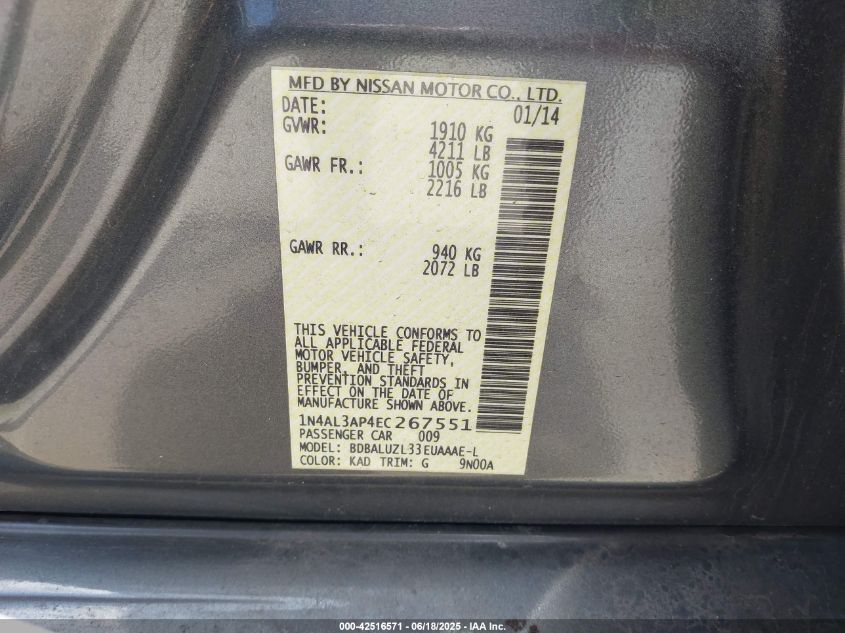 MFD BY NISSAN MOTOR CO., LTD.
DATE: 01/14
GVWR: 1910 KG
4211 LB
GAWR FR.: 1005 KG
2216 LB
GAWR RR.: 940 KG
2072 LB
THIS VEHICLE CONFORMS TO
ALL APPLICABLE FEDERAL
MOTOR VEHICLE SAFETY,
BUMPER, AND THEFT
PREVENTION STANDARDS IN
EFFECT ON THE DATE OF
MANUFACTURE SHOWN ABOVE.
1N4AL3AP4EC267551
PASSENGER CAR 009
MODEL: BDBALUZL33EUAAAE-L
COLOR: KAD TRIM: G 9N00A
000-42516571 - 06/18/2025 - IAA Inc.